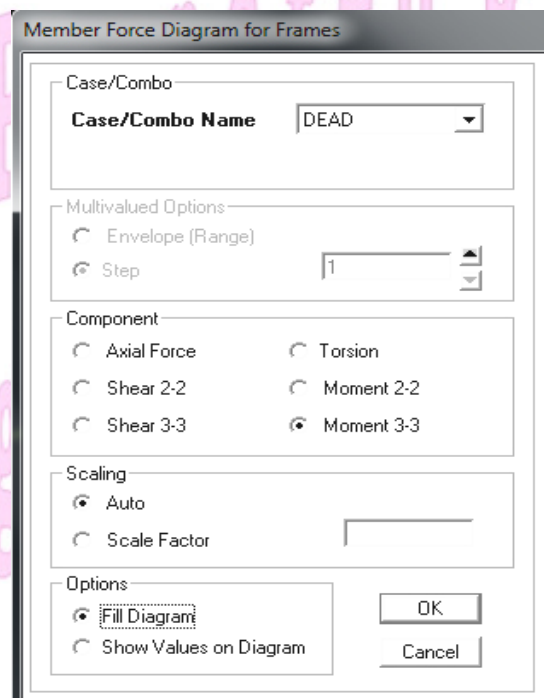 Member Force Diagram for Frames
Case/Combo
Case/Combo Name DEAD
Multivalued Options
Envelope (Range)
Step 1
Component
Axial Force Torsion
Shear 2-2 Moment 2-2
Shear 3-3 Moment 3-3
Scaling
Auto
Scale Factor
Options
Fill Diagram OK
Show Values on Diagram Cancel